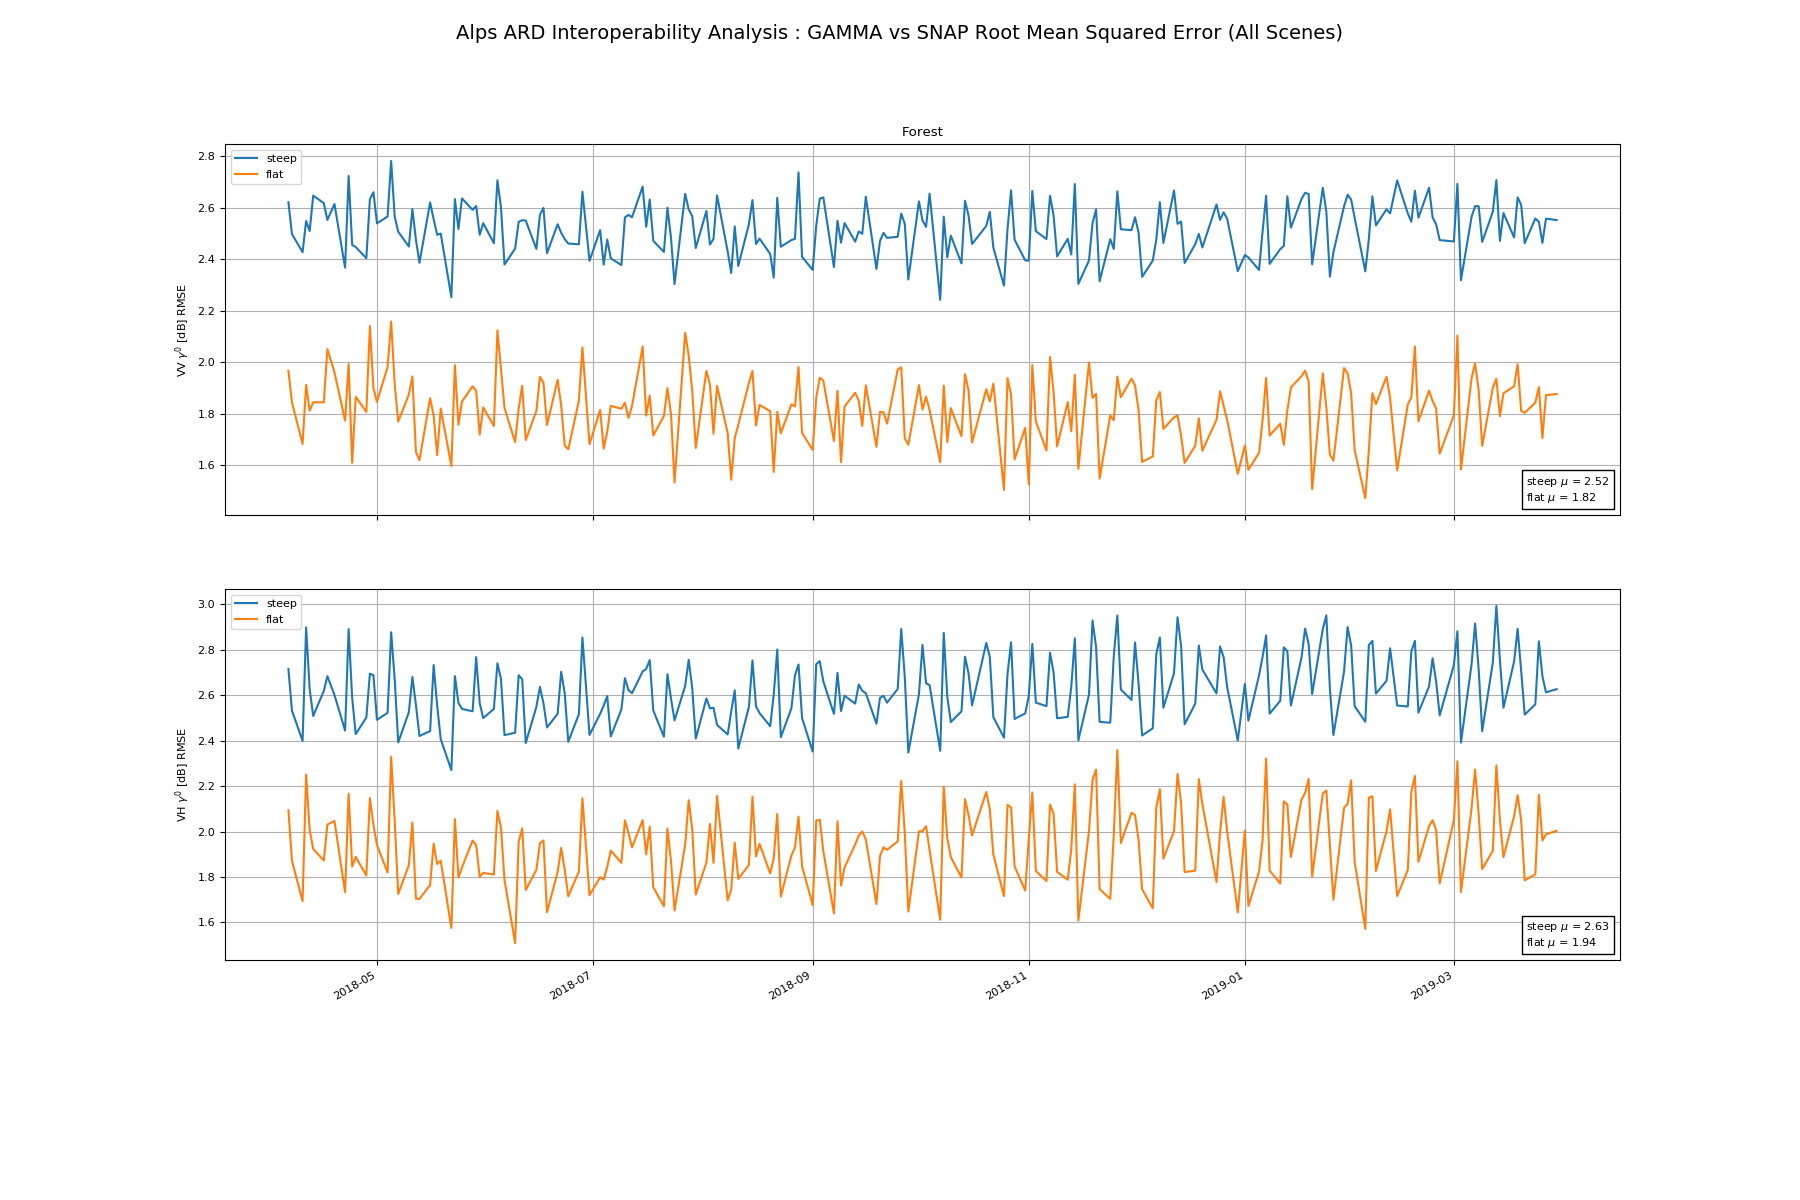 Alps ARD Interoperability Analysis : GAMMA vs SNAP Root Mean Squared Error (All Scenes)
Forest
VV γ⁰ [dB] RMSE
2.8
2.6
2.4
2.2
2.0
1.8
1.6
steep
flat
steep μ = 2.52
flat μ = 1.82
VH γ⁰ [dB] RMSE
3.0
2.8
2.6
2.4
2.2
2.0
1.8
1.6
steep
flat
steep μ = 2.63
flat μ = 1.94
2018-05 2018-07 2018-09 2018-11 2019-01 2019-03